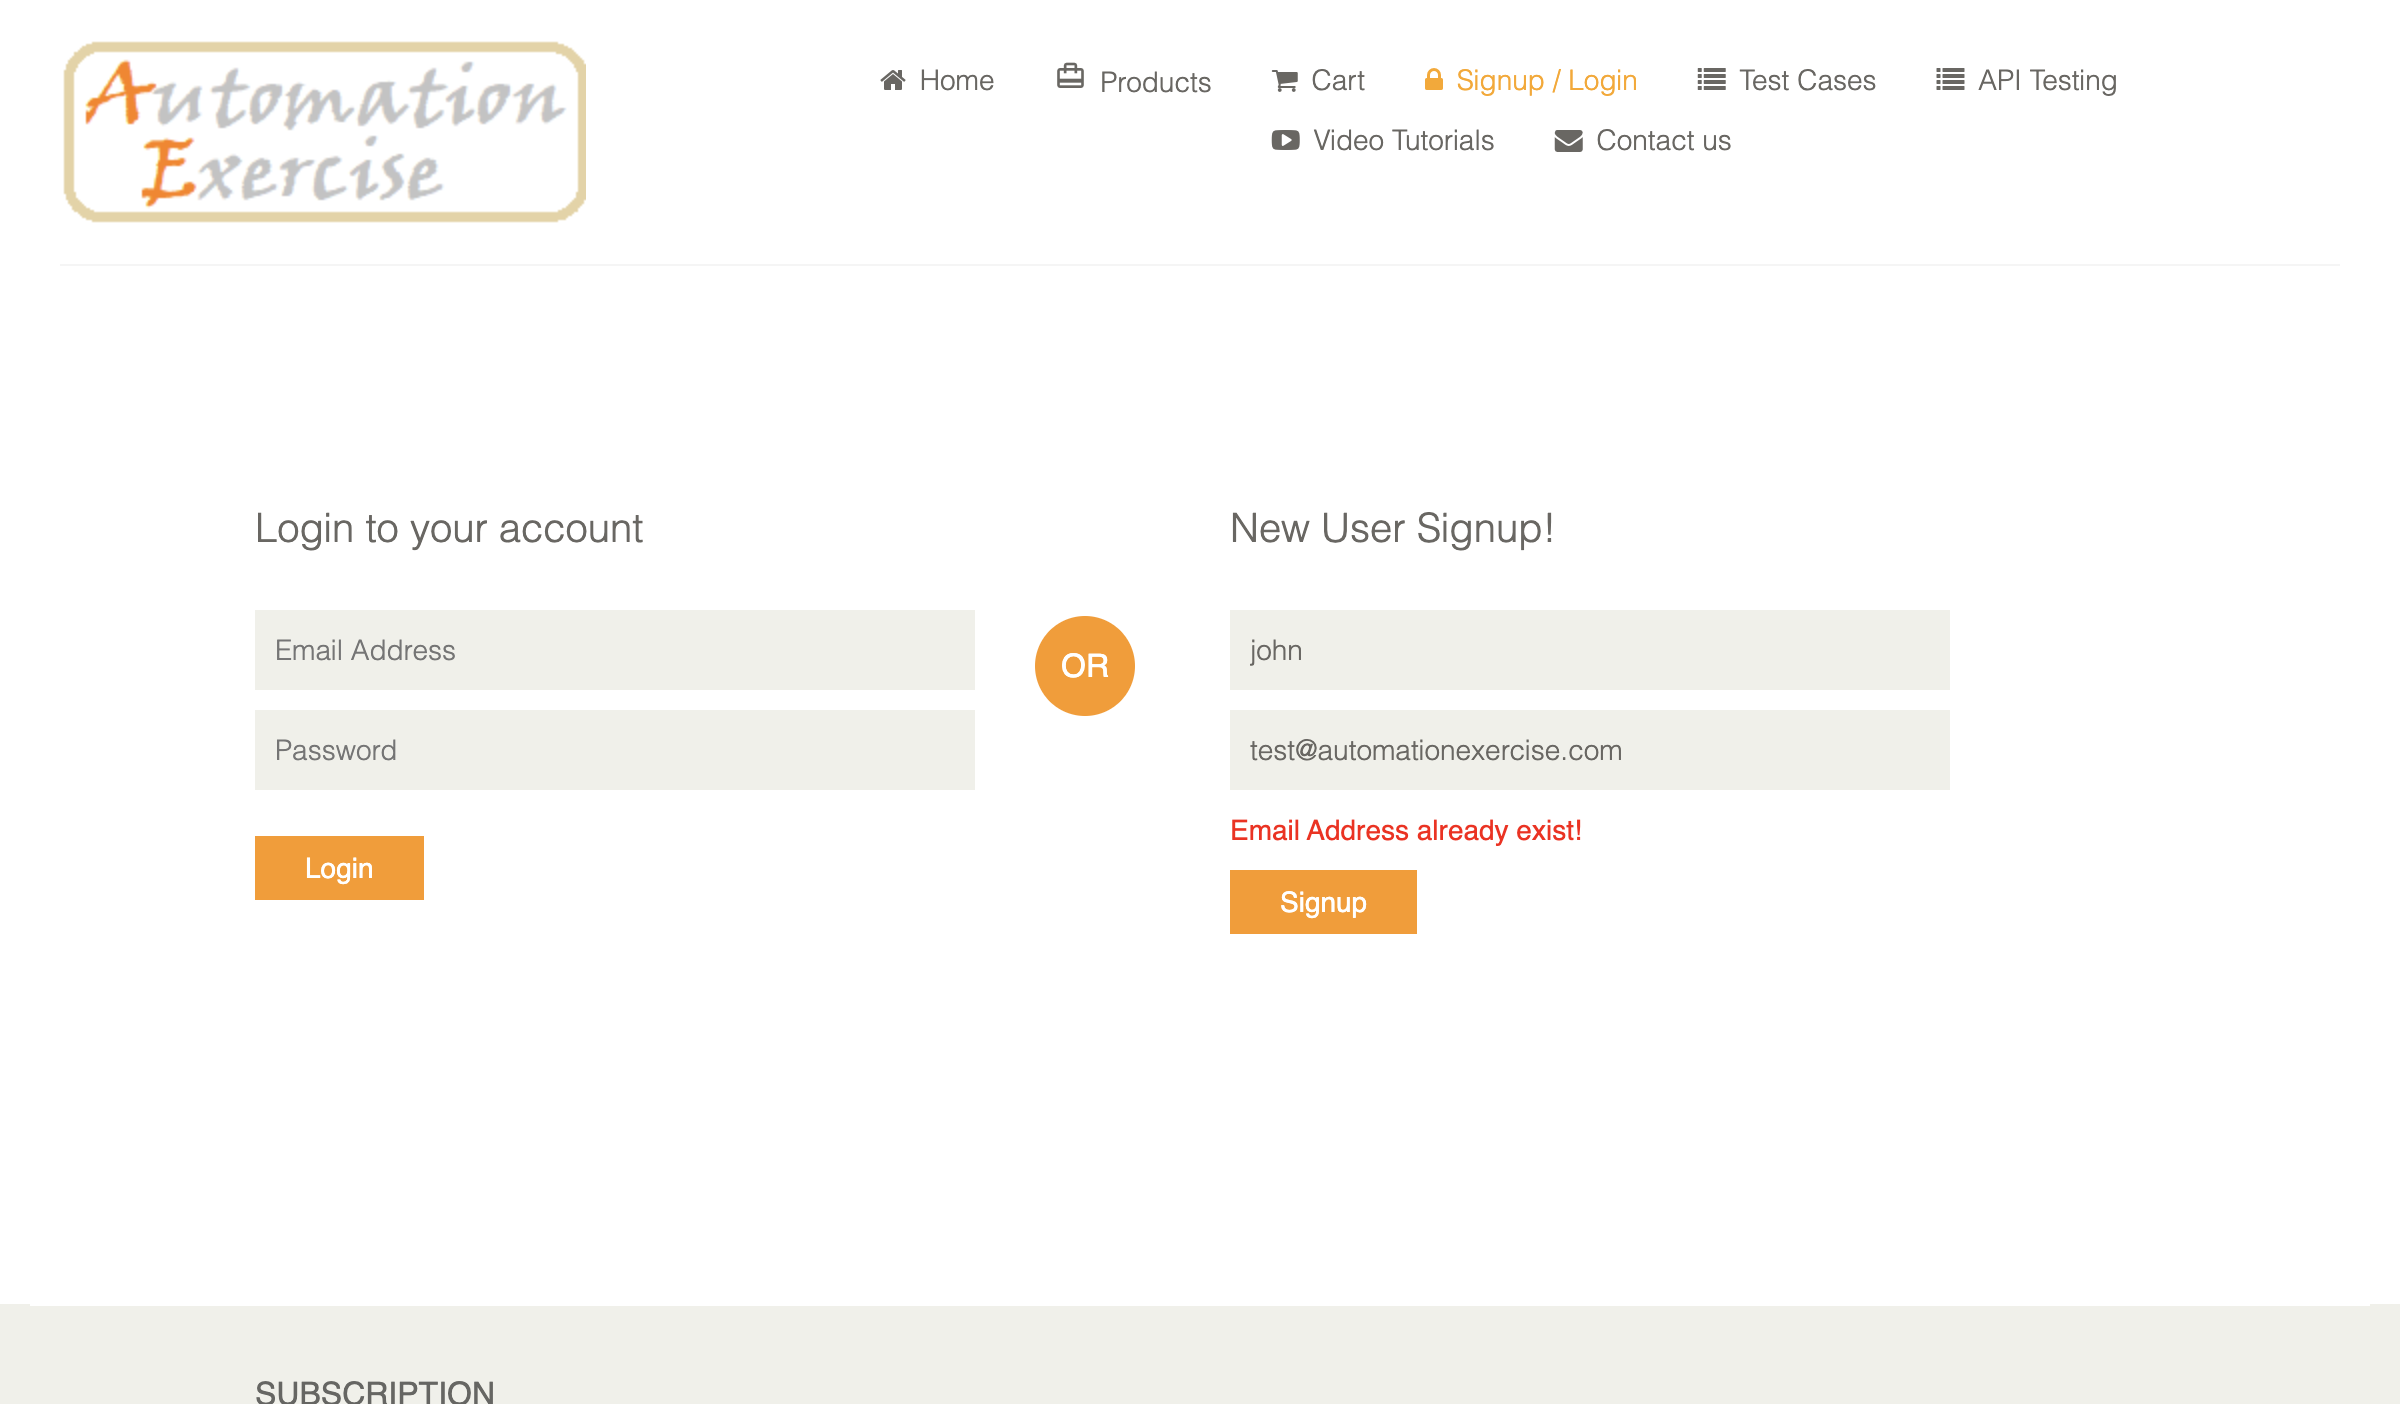 Automation
Exercise
Home
Products
Cart
Signup / Login
Test Cases
API Testing
Video Tutorials
Contact us
Login to your account
Email Address
Password
Login
OR
New User Signup!
john
test@automationexercise.com
Email Address already exist!
Signup
SUBSCRIPTION